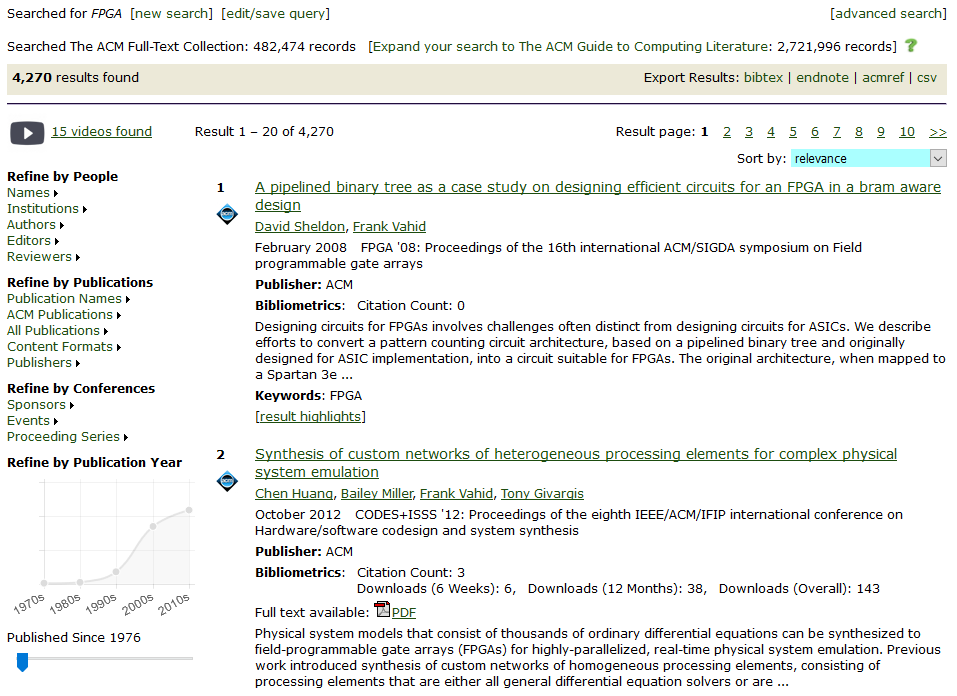 Searched for FPGA [new search] [edit/save query] [advanced search]
Searched The ACM Full-Text Collection: 482,474 records [Expand your search to The ACM Guide to Computing Literature: 2,721,996 records] ?
4,270 results found Export Results: bibtex | endnote | acmref | csv
15 videos found Result 1 – 20 of 4,270 Result page: 1 2 3 4 5 6 7 8 9 10 >>
Sort by: relevance
Refine by People
Names
Institutions
Authors
Editors
Reviewers
Refine by Publications
Publication Names
ACM Publications
All Publications
Content Formats
Publishers
Refine by Conferences
Sponsors
Events
Proceeding Series
Refine by Publication Year
1970s 1980s 1990s 2000s 2010s
Published Since 1976
1 A pipelined binary tree as a case study on designing efficient circuits for an FPGA in a bram aware
design
David Sheldon, Frank Vahid
February 2008 FPGA '08: Proceedings of the 16th international ACM/SIGDA symposium on Field
programmable gate arrays
Publisher: ACM
Bibliometrics: Citation Count: 0
Designing circuits for FPGAs involves challenges often distinct from designing circuits for ASICs. We describe
efforts to convert a pattern counting circuit architecture, based on a pipelined binary tree and originally
designed for ASIC implementation, into a circuit suitable for FPGAs. The original architecture, when mapped to
a Spartan 3e ...
Keywords: FPGA
[result highlights]
2 Synthesis of custom networks of heterogeneous processing elements for complex physical
system emulation
Chen Huang, Bailey Miller, Frank Vahid, Tony Givargis
October 2012 CODES+ISSS '12: Proceedings of the eighth IEEE/ACM/IFIP international conference on
Hardware/software codesign and system synthesis
Publisher: ACM
Bibliometrics: Citation Count: 3
Downloads (6 Weeks): 6, Downloads (12 Months): 38, Downloads (Overall): 143
Full text available: PDF
Physical system models that consist of thousands of ordinary differential equations can be synthesized to
field-programmable gate arrays (FPGAs) for highly-parallelized, real-time physical system emulation. Previous
work introduced synthesis of custom networks of homogeneous processing elements, consisting of
processing elements that are either all general differential equation solvers or are ...